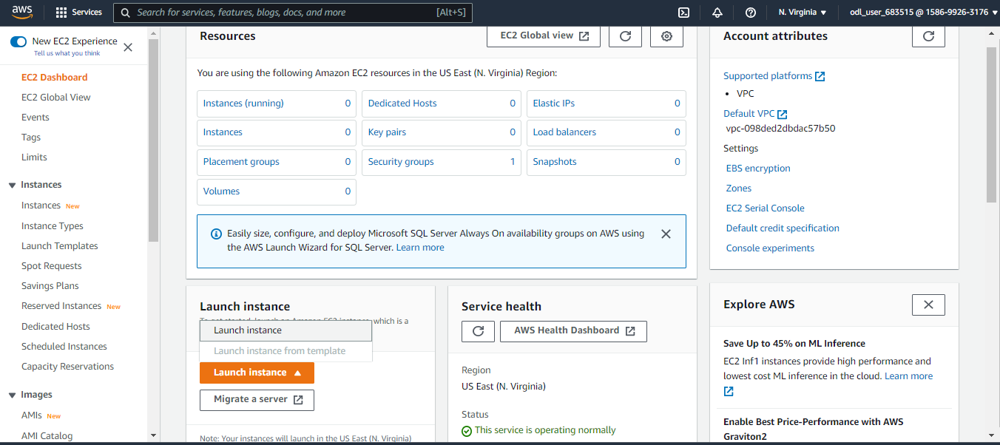 aws
Services
Search for services, features, blogs, docs, and more
[Alt+S]
N. Virginia
odl_user_683515 @ 1586-9926-3176
New EC2 Experience
Tell us what you think
EC2 Dashboard
EC2 Global View
Events
Tags
Limits
Instances
Instances New
Instance Types
Launch Templates
Spot Requests
Savings Plans
Reserved Instances New
Dedicated Hosts
Scheduled Instances
Capacity Reservations
Images
AMIs New
AMI Catalog
Resources
EC2 Global view
You are using the following Amazon EC2 resources in the US East (N. Virginia) Region:
Instances (running) 0
Dedicated Hosts 0
Elastic IPs 0
Instances 0
Key pairs 0
Load balancers 0
Placement groups 0
Security groups 1
Snapshots 0
Volumes 0
Easily size, configure, and deploy Microsoft SQL Server Always On availability groups on AWS using
the AWS Launch Wizard for SQL Server. Learn more
Launch instance
To get started, launch an Amazon EC2 instance, which is a
Launch instance
Launch instance from template
Launch instance
Migrate a server
Note: Your instances will launch in the US East (N. Virginia)
Service health
AWS Health Dashboard
Region
US East (N. Virginia)
Status
This service is operating normally
Account attributes
Supported platforms
• VPC
Default VPC
vpc-098ded2dbdac57b50
Settings
EBS encryption
Zones
EC2 Serial Console
Default credit specification
Console experiments
Explore AWS
Save Up to 45% on ML Inference
EC2 Inf1 instances provide high performance and
lowest cost ML inference in the cloud. Learn more
Enable Best Price-Performance with AWS
Graviton2